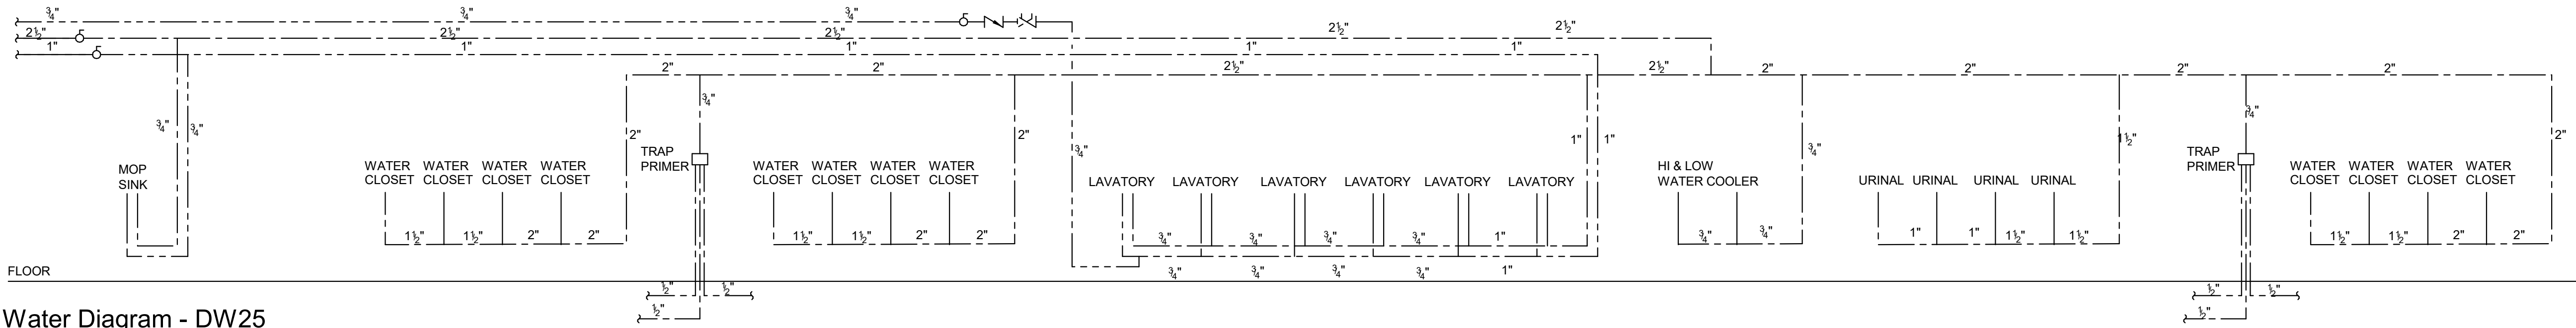 ¾" ¾" ¾"
2½" 2½" 2½" 2½" 2½"
1" 1" 1" 1" 1"
2" 2" 2½" 2½" 2" 2" 2" 2"
¾" ¾"
¾" ¾" 2" 2" 1" 1" 1½" 2"
¾" ¾"
MOP
SINK
WATER
CLOSET
WATER
CLOSET
WATER
CLOSET
WATER
CLOSET
TRAP
PRIMER
WATER
CLOSET
WATER
CLOSET
WATER
CLOSET
WATER
CLOSET
LAVATORY LAVATORY LAVATORY LAVATORY LAVATORY LAVATORY
HI & LOW
WATER COOLER
URINAL URINAL URINAL URINAL
TRAP
PRIMER
WATER
CLOSET
WATER
CLOSET
WATER
CLOSET
WATER
CLOSET
1½" 1½" 2" 2" 1½" 1½" 2" 2" ¾" ¾" ¾" ¾" 1" ¾" ¾" 1" 1" 1½" 1½" 1½" 1½" 2" 2"
¾" ¾" ¾" ¾" 1"
FLOOR
½" ½" ½" ½"
½" ½"
Water Diagram - DW25